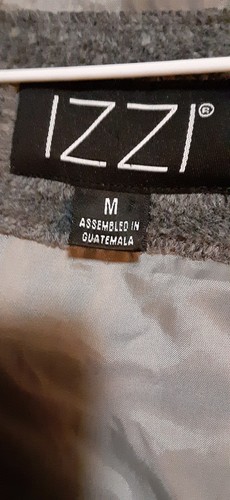 IZZI®
M
ASSEMBLED IN
GUATEMALA